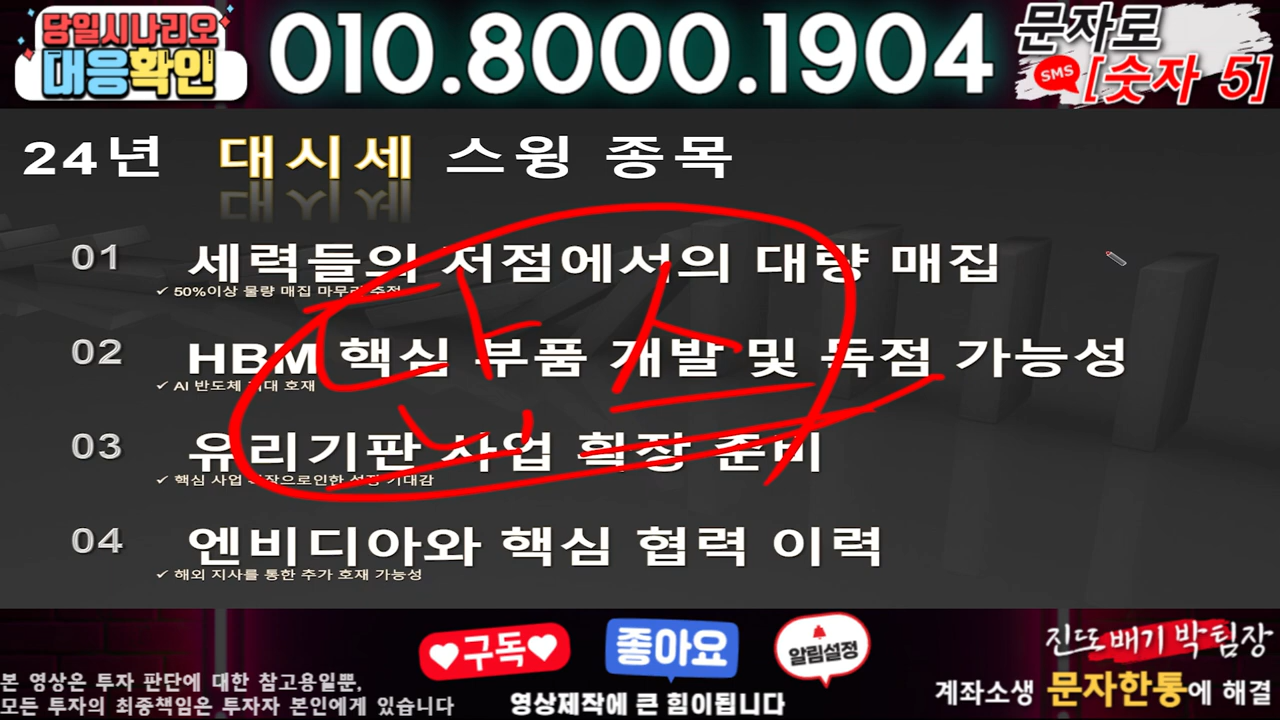 당일시나리오
대응확인
010.8000.1904
문자로
SMS
[숫자 5]
24년 대시세 스윙 종목
01 세력들의 저점에서의 대량 매집
✓ 50%이상 물량 매집 마무리 추정
02 HBM 핵심 부품 개발 및 독점 가능성
✓ AI 반도체 확대 호재
03 유리기판 사업 확장 준비
✓ 핵심 사업 확장으로인한 성장 기대감
04 엔비디아와 핵심 협력 이력
✓ 해외 지사를 통한 추가 호재 가능성
단스
구독
좋아요
알림설정
영상제작에 큰 힘이됩니다
본 영상은 투자 판단에 대한 참고용일뿐,
모든 투자의 최종책임은 투자자 본인에게 있습니다
진또배기 박팀장
계좌소생 문자한통에 해결